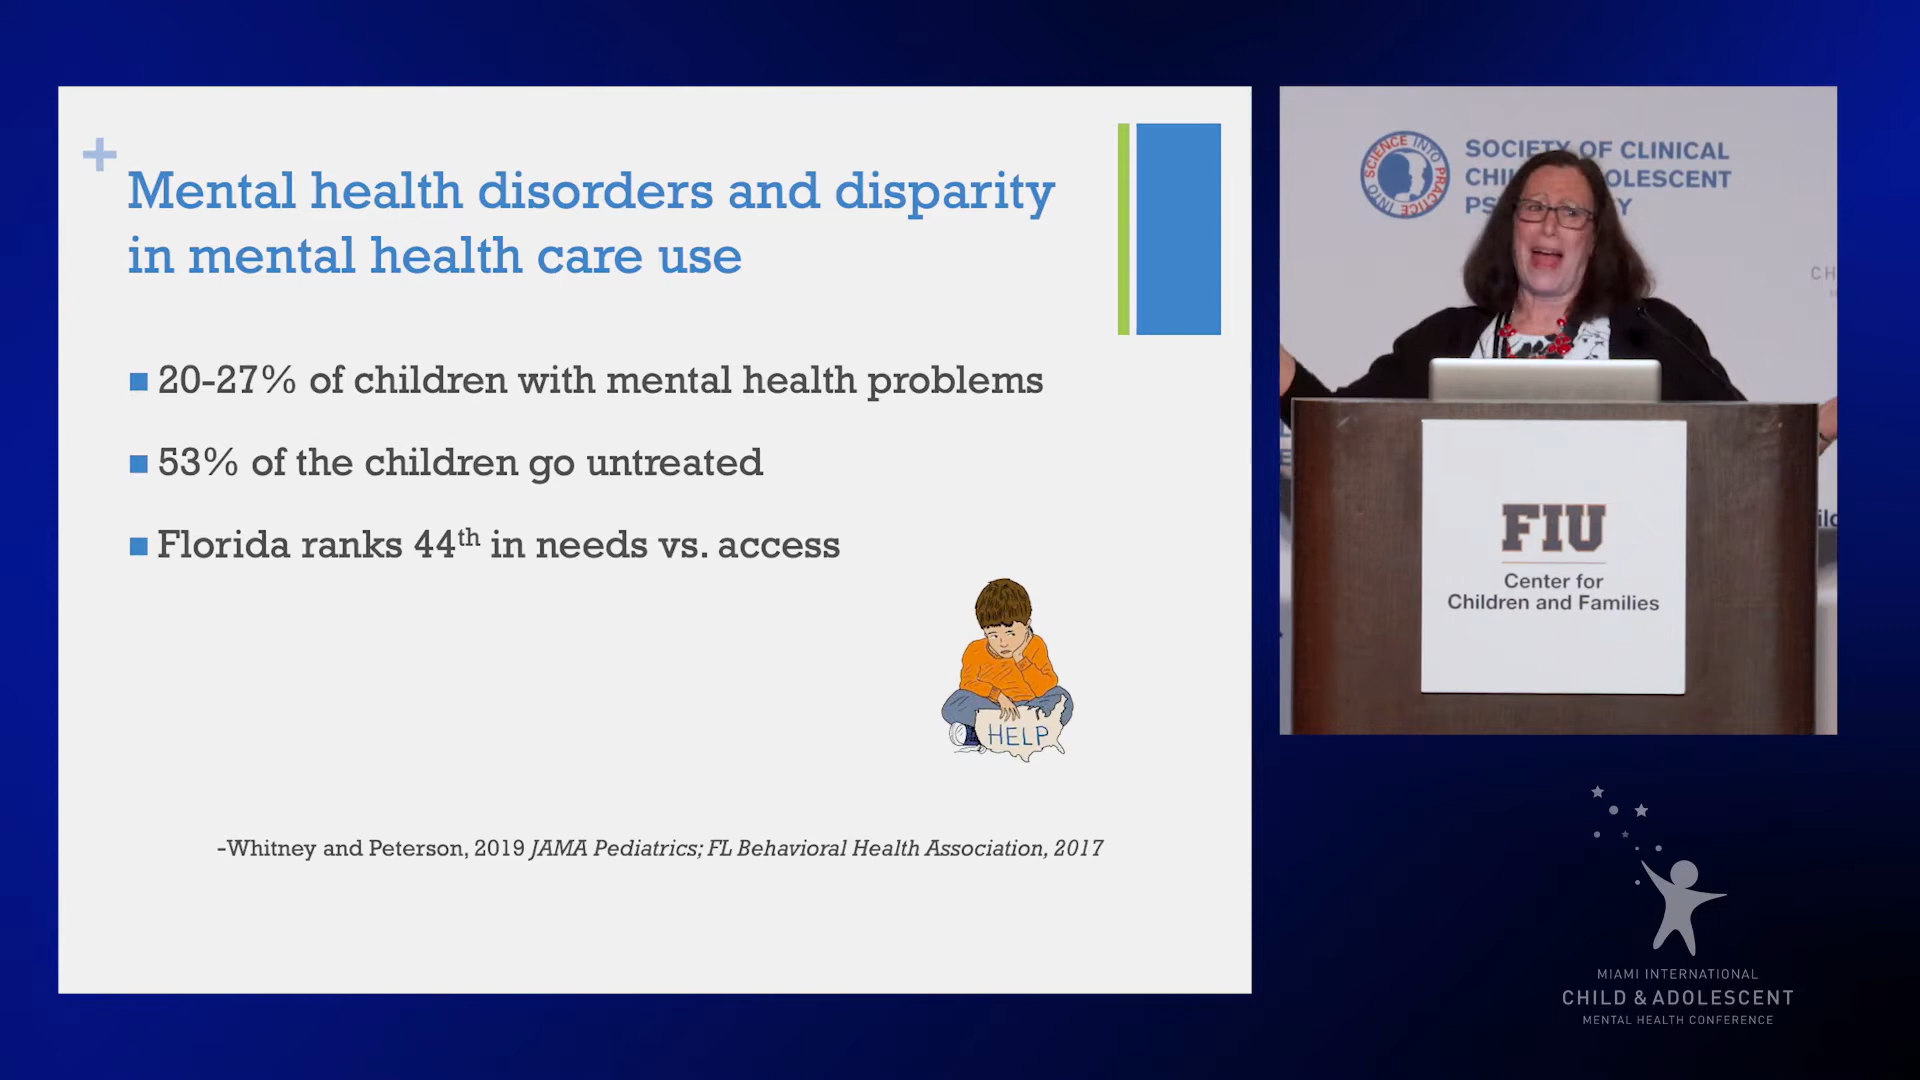 +
Mental health disorders and disparity
in mental health care use
20-27% of children with mental health problems
53% of the children go untreated
Florida ranks 44th in needs vs. access
HELP
-Whitney and Peterson, 2019 JAMA Pediatrics; FL Behavioral Health Association, 2017
SCIENCE INTO PRACTICE INTO
SOCIETY OF CLINICAL
CHI OLESCENT
PS Y
CH
FIU
Center for
Children and Families
MIAMI INTERNATIONAL
CHILD & ADOLESCENT
MENTAL HEALTH CONFERENCE